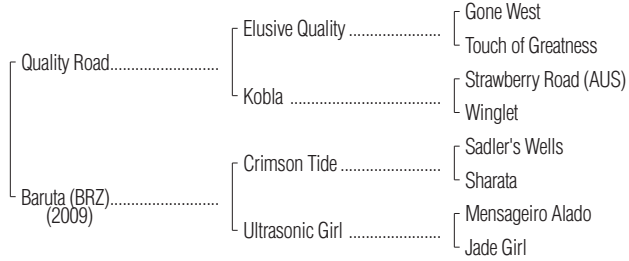 Gone West
Elusive Quality ...................
Touch of Greatness
Quality Road......................
Strawberry Road (AUS)
Kobla ...............................
Winglet
Sadler's Wells
Crimson Tide .....................
Sharata
Baruta (BRZ)......................
(2009)
Mensageiro Alado
Ultrasonic Girl ...................
Jade Girl